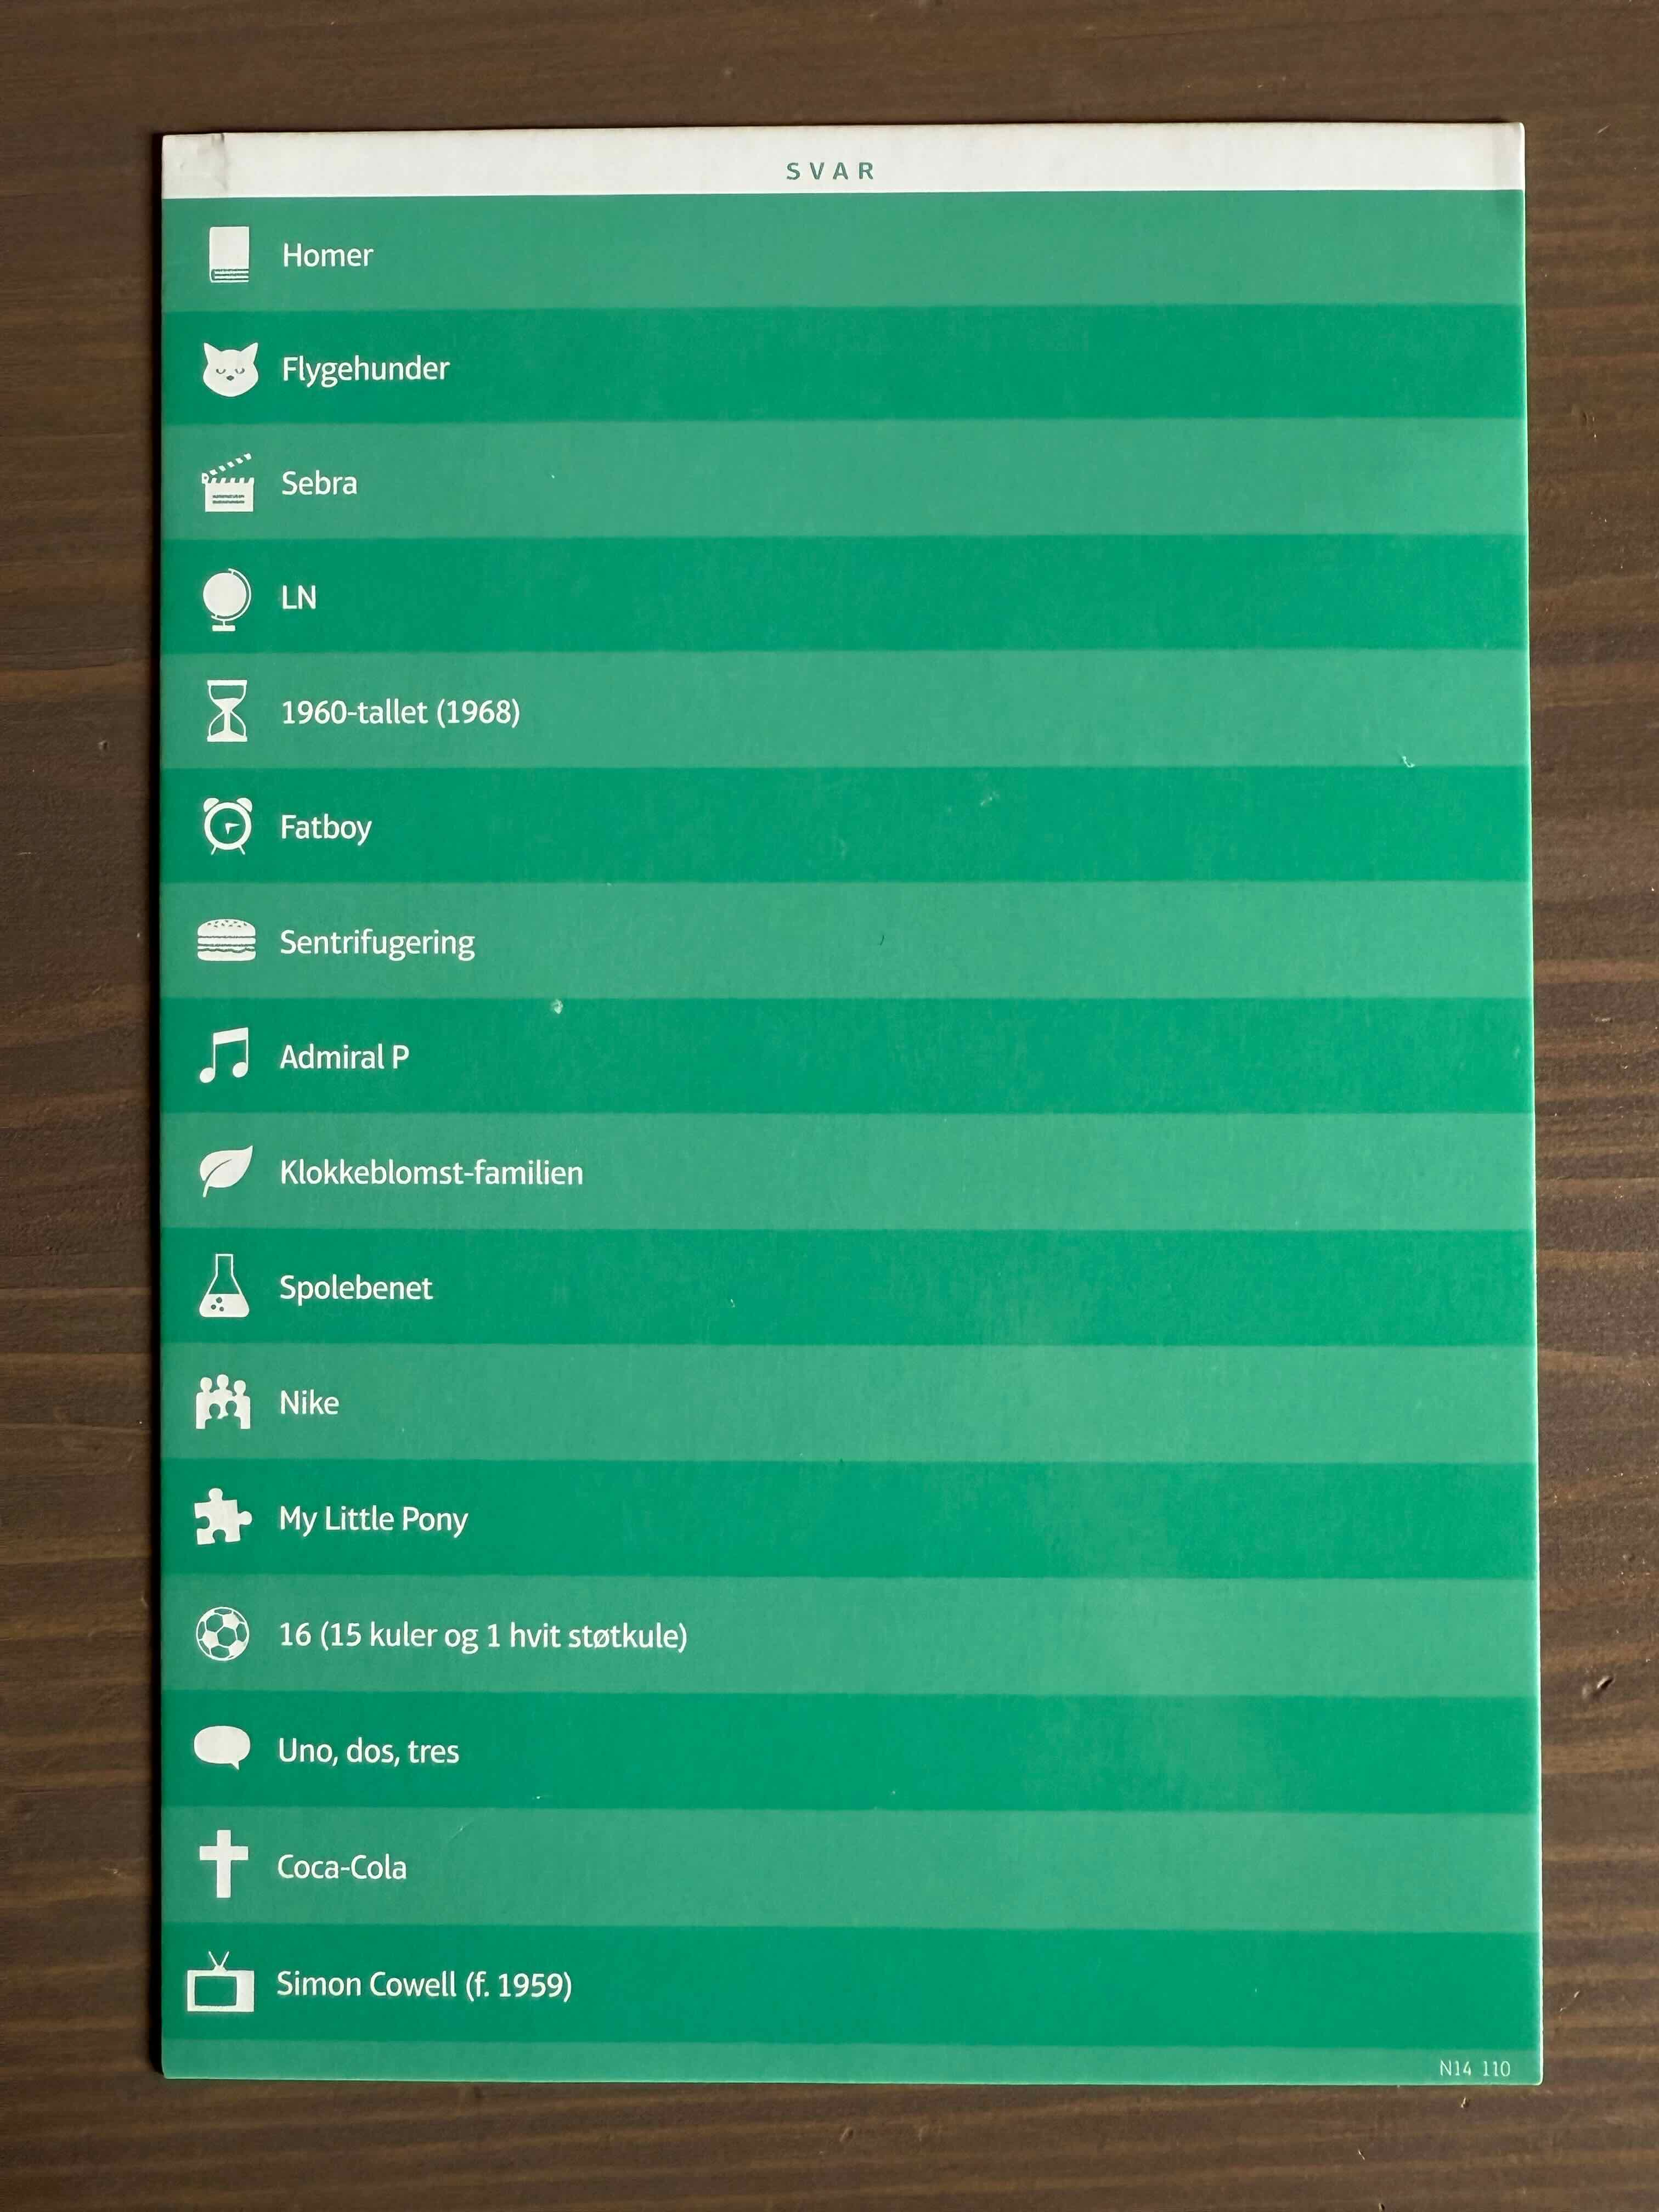 SVAR
Homer
Flygehunder
Sebra
LN
1960-tallet (1968)
Fatboy
Sentrifugering
Admiral P
Klokkeblomst-familien
Spolebenet
Nike
My Little Pony
16 (15 kuler og 1 hvit støtkule)
Uno, dos, tres
Coca-Cola
Simon Cowell (f. 1959)
N14 110